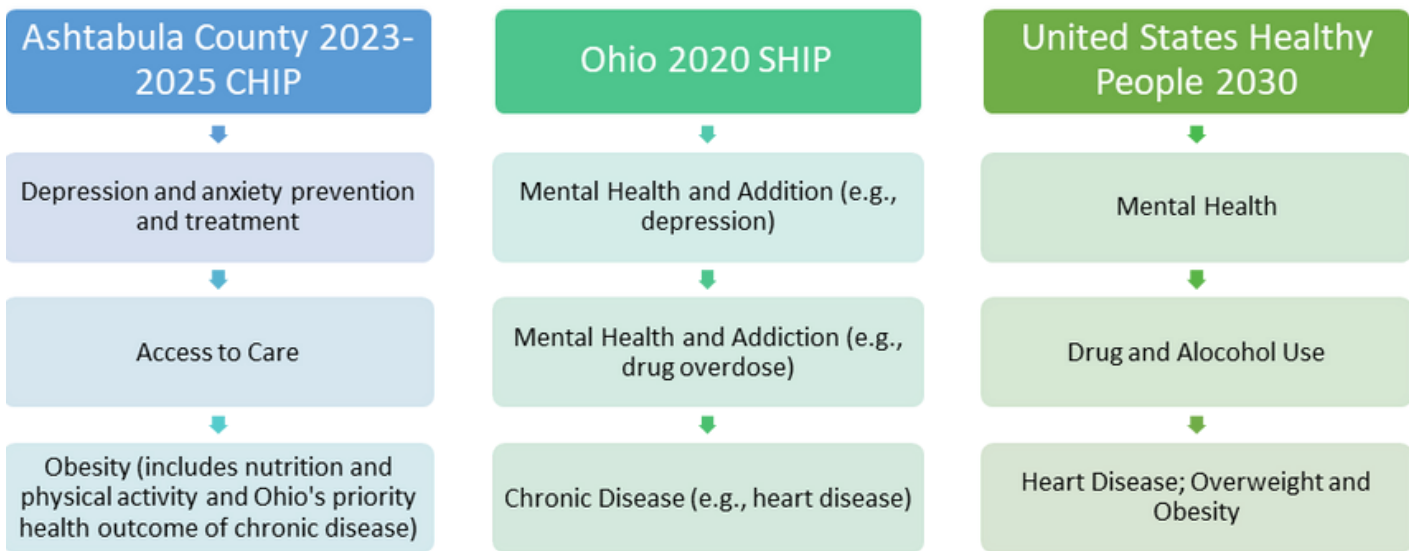 Ashtabula County 2023-
2025 CHIP
Depression and anxiety prevention
and treatment
Access to Care
Obesity (includes nutrition and
physical activity and Ohio's priority
health outcome of chronic disease)
Ohio 2020 SHIP
Mental Health and Addition (e.g.,
depression)
Mental Health and Addiction (e.g.,
drug overdose)
Chronic Disease (e.g., heart disease)
United States Healthy
People 2030
Mental Health
Drug and Alocohol Use
Heart Disease; Overweight and
Obesity